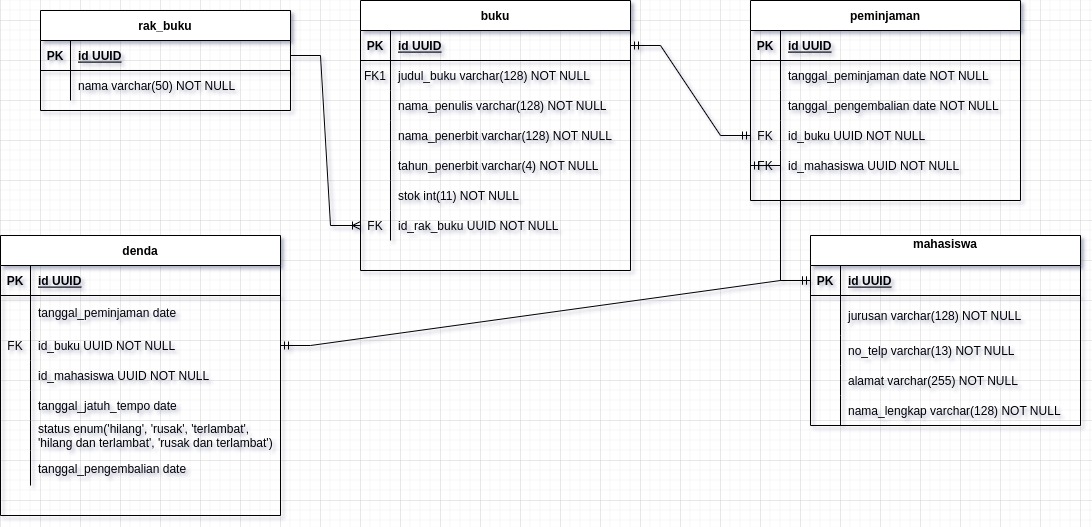 rak_buku
PK id UUID
nama varchar(50) NOT NULL
buku
PK id UUID
FK1 judul_buku varchar(128) NOT NULL
nama_penulis varchar(128) NOT NULL
nama_penerbit varchar(128) NOT NULL
tahun_penerbit varchar(4) NOT NULL
stok int(11) NOT NULL
FK id_rak_buku UUID NOT NULL
peminjaman
PK id UUID
tanggal_peminjaman date NOT NULL
tanggal_pengembalian date NOT NULL
FK id_buku UUID NOT NULL
FK id_mahasiswa UUID NOT NULL
denda
PK id UUID
tanggal_peminjaman date
FK id_buku UUID NOT NULL
id_mahasiswa UUID NOT NULL
tanggal_jatuh_tempo date
status enum('hilang', 'rusak', 'terlambat',
'hilang dan terlambat', 'rusak dan terlambat')
tanggal_pengembalian date
mahasiswa
PK id UUID
jurusan varchar(128) NOT NULL
no_telp varchar(13) NOT NULL
alamat varchar(255) NOT NULL
nama_lengkap varchar(128) NOT NULL